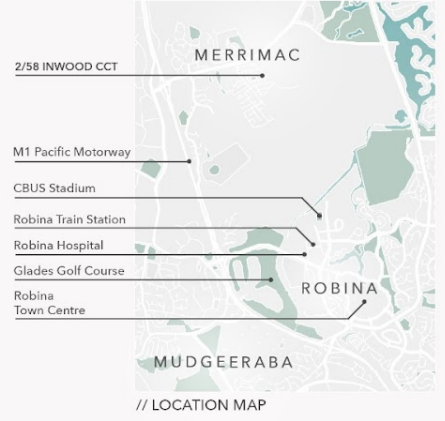 MERRIMAC
2/58 INWOOD CCT
M1 Pacific Motorway
CBUS Stadium
Robina Train Station
Robina Hospital
Glades Golf Course
Robina
Town Centre
ROBINA
MUDGEERABA
// LOCATION MAP